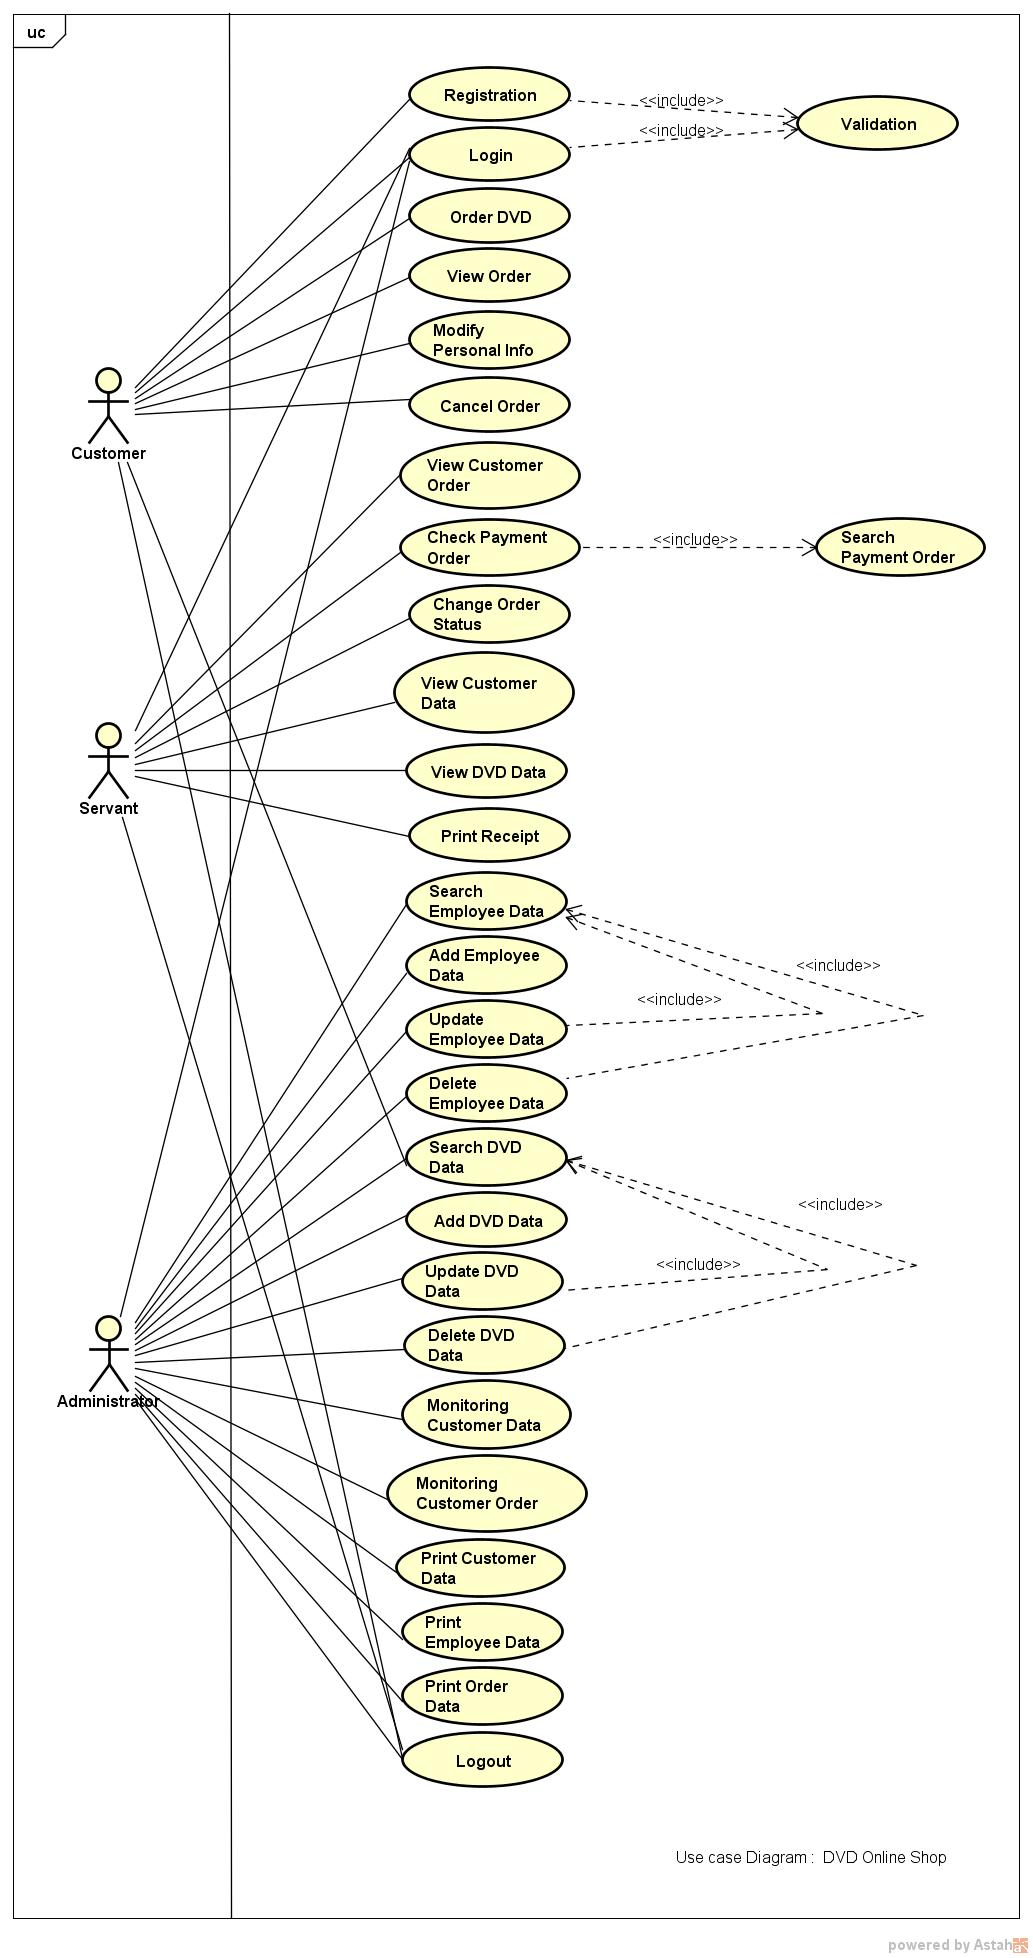 uc
Registration
<<include>>
Validation
Login
<<include>>
Order DVD
View Order
Modify
Personal Info
Cancel Order
Customer
View Customer
Order
Check Payment
Order
<<include>>
Search
Payment Order
Change Order
Status
View Customer
Data
View DVD Data
Servant
Print Receipt
Search
Employee Data
Add Employee
Data
<<include>>
<<include>>
Update
Employee Data
Delete
Employee Data
Search DVD
Data
<<include>>
Add DVD Data
<<include>>
Update DVD
Data
Delete DVD
Data
Administrator
Monitoring
Customer Data
Monitoring
Customer Order
Print Customer
Data
Print
Employee Data
Print Order
Data
Logout
Use case Diagram : DVD Online Shop
powered by Astah